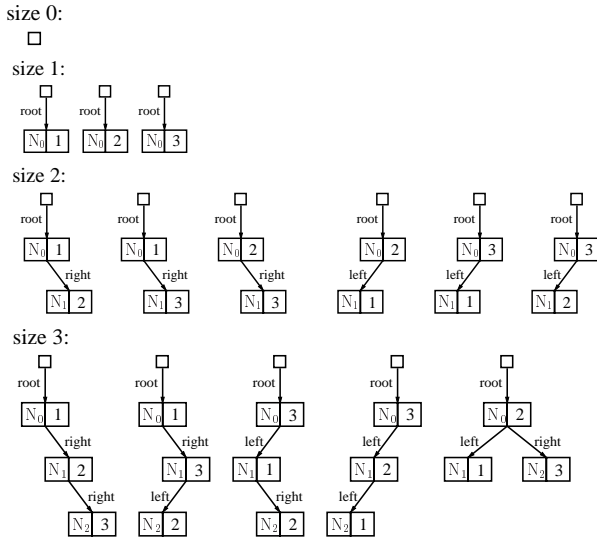 size 0:
size 1:
root root root
N₀ 1 N₀ 2 N₀ 3
size 2:
root root root root root root
N₀ 1 N₀ 1 N₀ 2 N₀ 2 N₀ 3 N₀ 3
right right right left left left
N₁ 2 N₁ 3 N₁ 3 N₁ 1 N₁ 1 N₁ 2
size 3:
root root root root root
N₀ 1 N₀ 1 N₀ 3 N₀ 3 N₀ 2
right right left left left right
N₁ 2 N₁ 3 N₁ 1 N₁ 2 N₁ 1 N₂ 3
right left right left
N₂ 3 N₂ 2 N₂ 2 N₂ 1